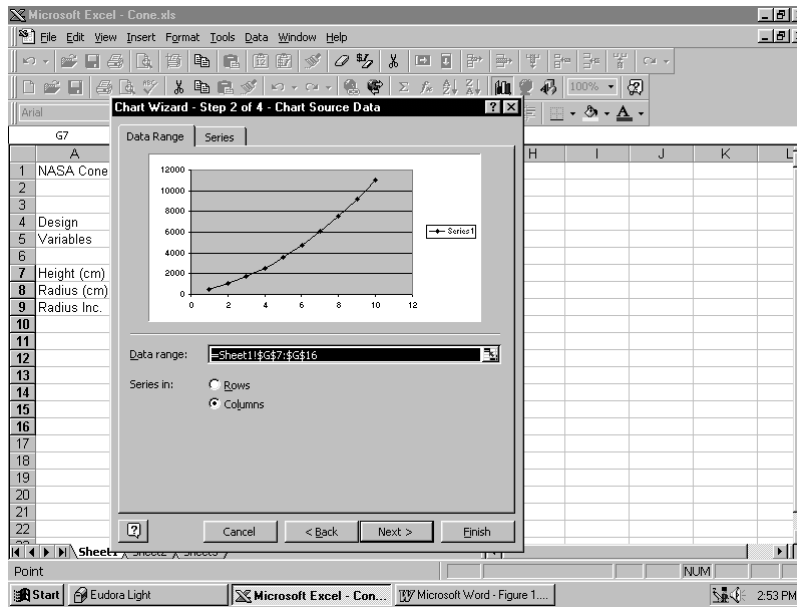 Microsoft Excel - Cone.xls
File Edit View Insert Format Tools Data Window Help
100%
Arial
Chart Wizard - Step 2 of 4 - Chart Source Data
G7
Data Range Series
A H I J K L
1 NASA Cone
2
3
4 Design
5 Variables
6
7 Height (cm)
8 Radius (cm)
9 Radius Inc.
10
11
12
13
14
15
16
17
18
19
20
21
22
12000
10000
8000
6000
4000
2000
0
0 2 4 6 8 10 12
Series1
Data range: =Sheet1!$G$7:$G$16
Series in: Rows
Columns
Cancel < Back Next > Finish
Sheet1 Sheet2 Sheet3
Point NUM
Start Eudora Light Microsoft Excel - Con... Microsoft Word - Figure 1.... 2:53 PM